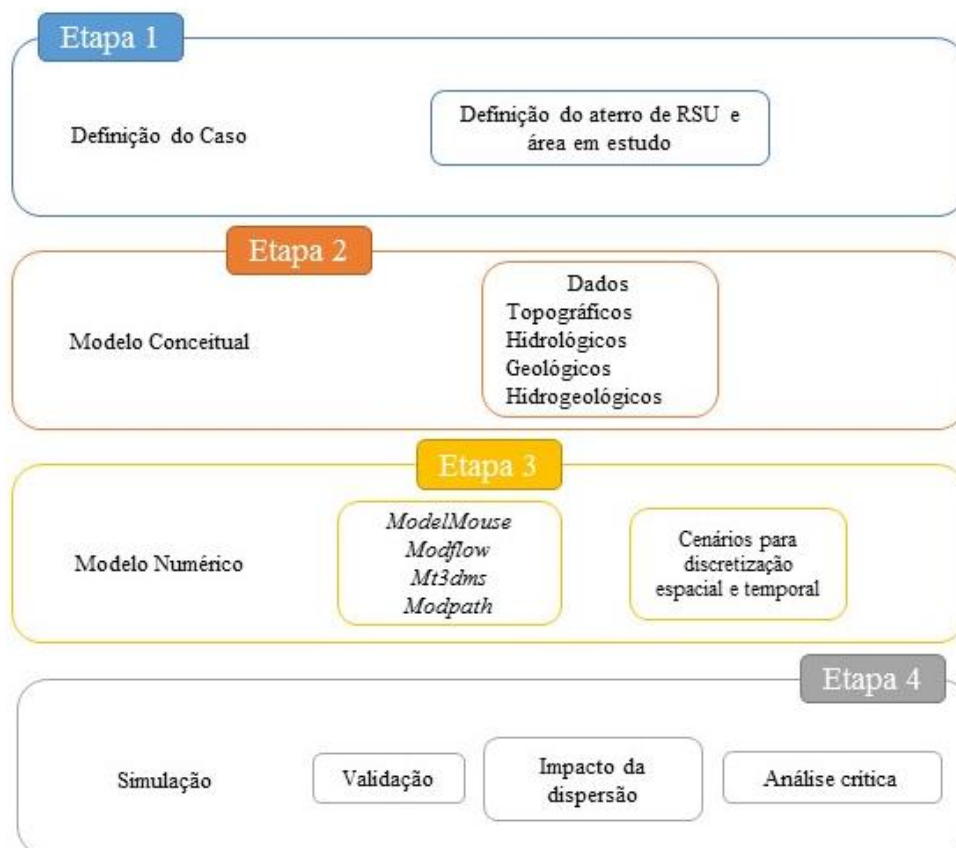 Etapa 1
Definição do Caso
Definição do aterro de RSU e
área em estudo
Etapa 2
Modelo Conceitual
Dados
Topográficos
Hidrológicos
Geológicos
Hidrogeológicos
Etapa 3
Modelo Numérico
ModelMouse
Modflow
Mt3dms
Modpath
Cenários para
discretização
espacial e temporal
Etapa 4
Simulação
Validação
Impacto da
dispersão
Análise crítica